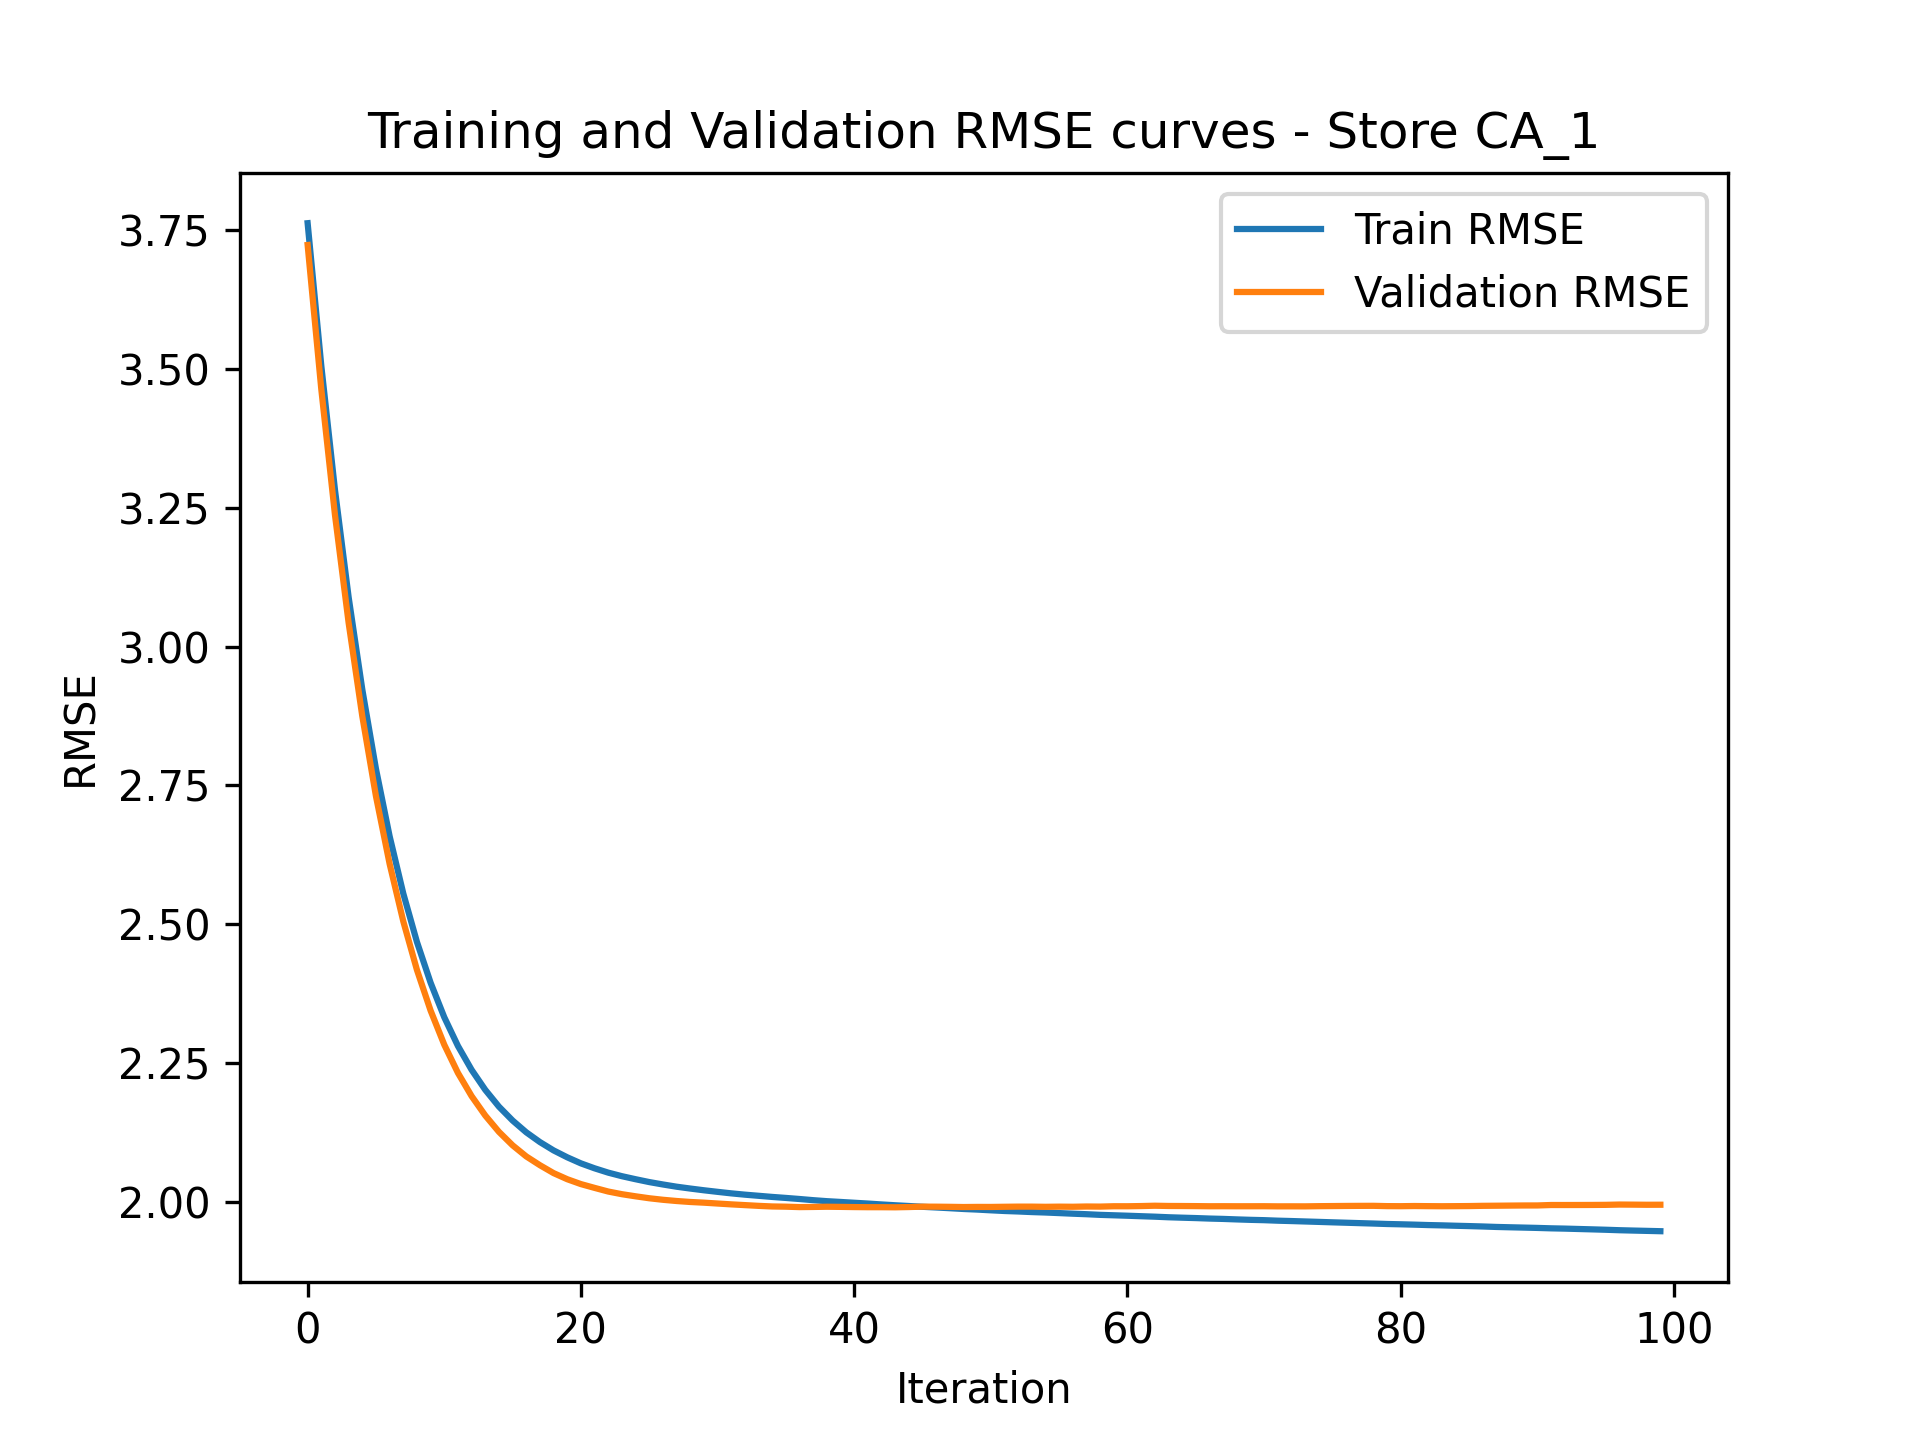 Training and Validation RMSE curves - Store CA_1
Train RMSE
Validation RMSE
3.75
3.50
3.25
3.00
2.75
2.50
2.25
2.00
RMSE
0 20 40 60 80 100
Iteration